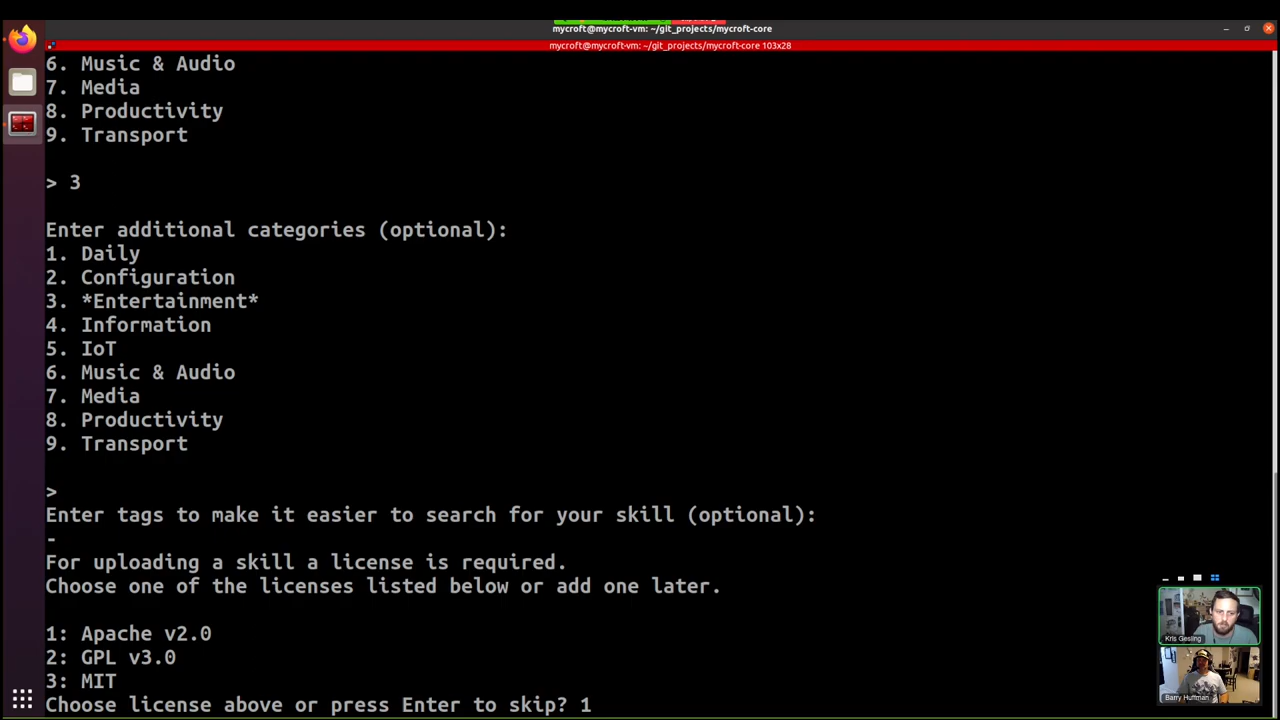 mycroft@mycroft-vm: ~/git_projects/mycroft-core
mycroft@mycroft-vm: ~/git_projects/mycroft-core 103x28
6. Music & Audio
7. Media
8. Productivity
9. Transport
> 3
Enter additional categories (optional):
1. Daily
2. Configuration
3. *Entertainment*
4. Information
5. IoT
6. Music & Audio
7. Media
8. Productivity
9. Transport
>
Enter tags to make it easier to search for your skill (optional):
-
For uploading a skill a license is required.
Choose one of the licenses listed below or add one later.
1: Apache v2.0
2: GPL v3.0
3: MIT
Choose license above or press Enter to skip? 1
Kris Gesling
Barry Huffman